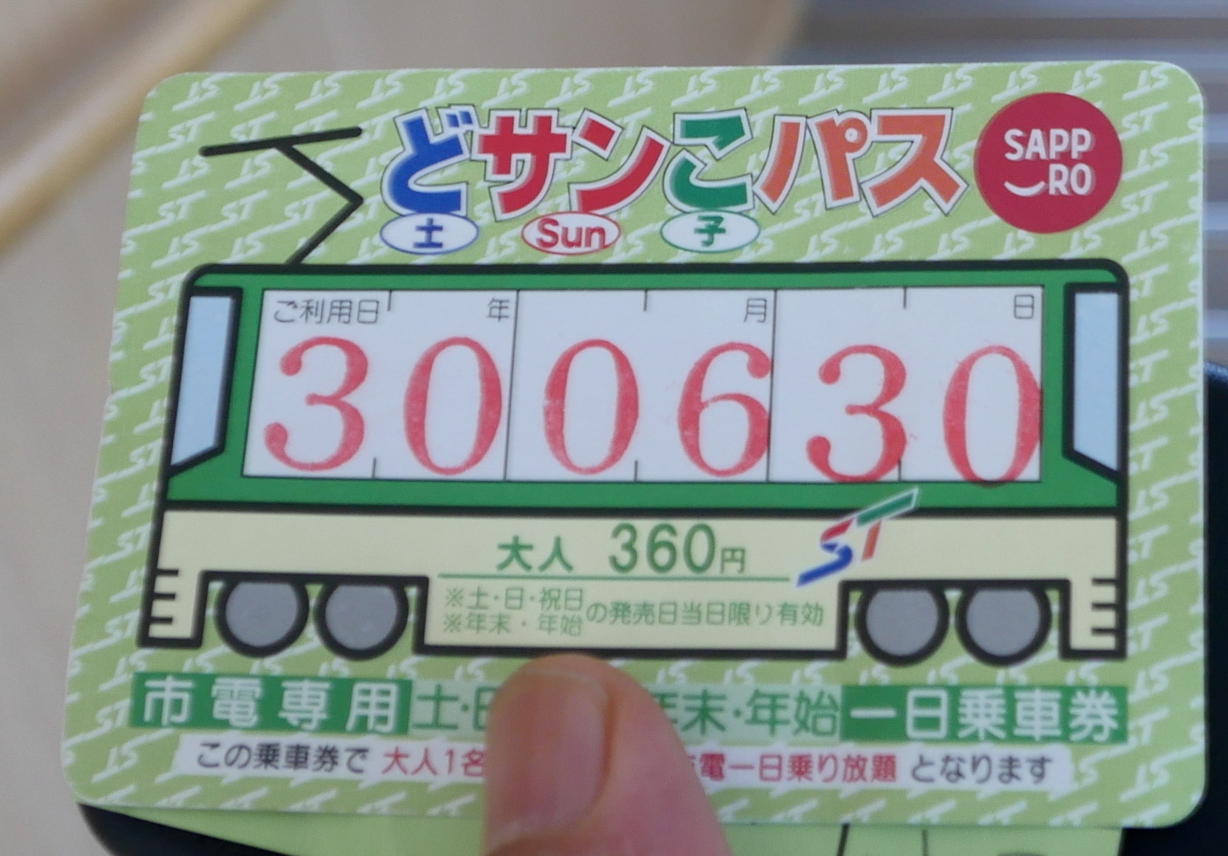 どサンこパス
SAPP
RO
土 Sun 子
ご利用日 年 月 日
300630
大人 360円
ST
※土・日・祝日
※年末・年始
の発売日当日限り有効
市電専用 土・日 年末・年始 一日乗車券
この乗車券で 大人1名 電一日乗り放題 となります